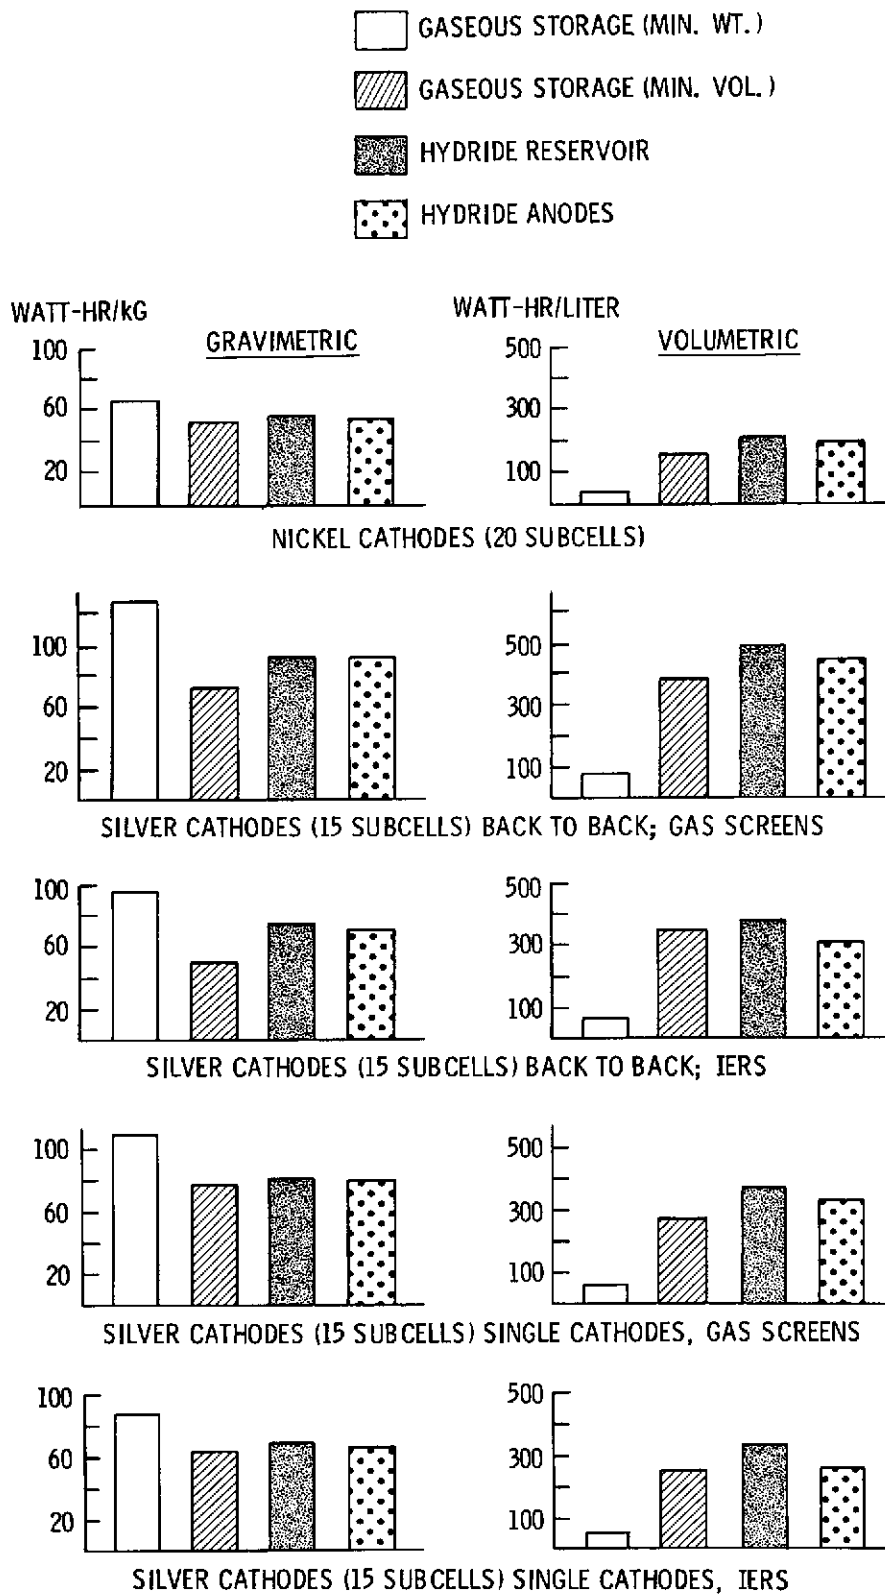 GASEOUS STORAGE (MIN. WT.)
GASEOUS STORAGE (MIN. VOL.)
HYDRIDE RESERVOIR
HYDRIDE ANODES
WATT-HR/kG
GRAVIMETRIC
100
60
20
WATT-HR/LITER
VOLUMETRIC
500
300
100
NICKEL CATHODES (20 SUBCELLS)
100
60
20
500
300
100
SILVER CATHODES (15 SUBCELLS) BACK TO BACK; GAS SCREENS
100
60
20
500
300
100
SILVER CATHODES (15 SUBCELLS) BACK TO BACK; IERS
100
60
20
500
300
100
SILVER CATHODES (15 SUBCELLS) SINGLE CATHODES, GAS SCREENS
100
60
20
500
300
100
SILVER CATHODES (15 SUBCELLS) SINGLE CATHODES, IERS